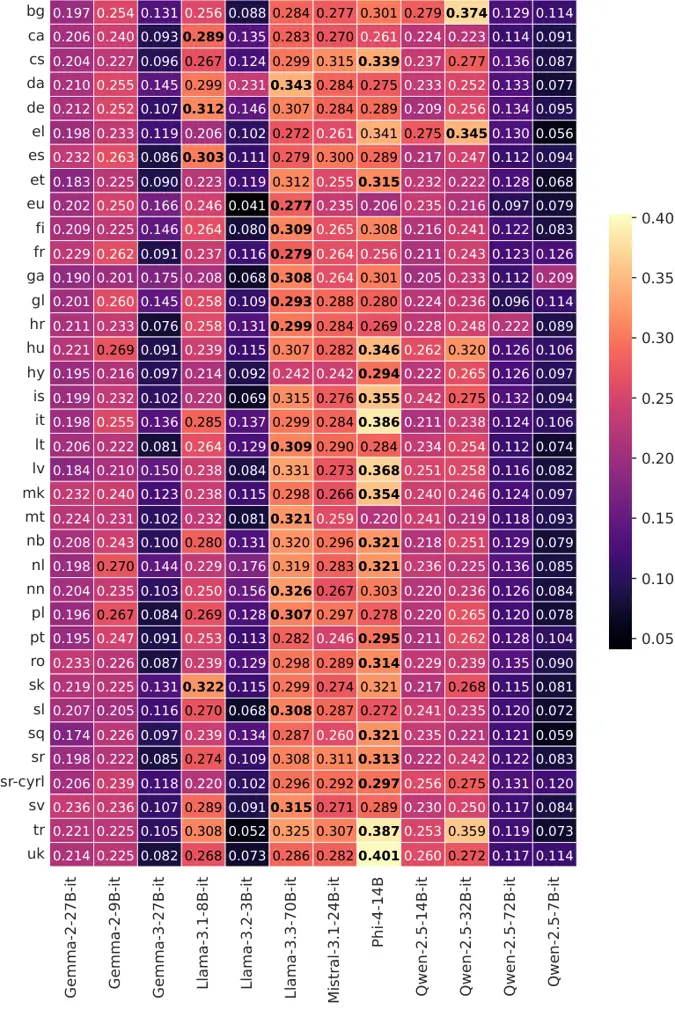 bg 0.197 0.254 0.131 0.256 0.088 0.284 0.277 0.301 0.279 0.374 0.129 0.114
ca 0.206 0.240 0.093 0.289 0.135 0.283 0.270 0.261 0.224 0.223 0.114 0.091
cs 0.204 0.227 0.096 0.267 0.124 0.299 0.315 0.339 0.237 0.277 0.136 0.087
da 0.210 0.255 0.145 0.299 0.231 0.343 0.284 0.275 0.233 0.252 0.133 0.077
de 0.212 0.252 0.107 0.312 0.146 0.307 0.284 0.289 0.209 0.256 0.134 0.095
el 0.198 0.233 0.119 0.206 0.102 0.272 0.261 0.341 0.275 0.345 0.130 0.056
es 0.232 0.263 0.086 0.303 0.111 0.279 0.300 0.289 0.217 0.247 0.112 0.094
et 0.183 0.225 0.090 0.223 0.119 0.312 0.255 0.315 0.232 0.222 0.128 0.068
eu 0.202 0.250 0.166 0.246 0.041 0.277 0.235 0.206 0.235 0.216 0.097 0.079
fi 0.209 0.225 0.146 0.264 0.080 0.309 0.265 0.308 0.216 0.241 0.122 0.083
fr 0.229 0.262 0.091 0.237 0.116 0.279 0.264 0.256 0.211 0.243 0.123 0.126
ga 0.190 0.201 0.175 0.208 0.068 0.308 0.264 0.301 0.205 0.233 0.112 0.209
gl 0.201 0.260 0.145 0.258 0.109 0.293 0.288 0.280 0.224 0.236 0.096 0.114
hr 0.211 0.233 0.076 0.258 0.131 0.299 0.284 0.269 0.228 0.248 0.222 0.089
hu 0.221 0.269 0.091 0.239 0.115 0.307 0.282 0.346 0.262 0.320 0.126 0.106
hy 0.195 0.216 0.097 0.214 0.092 0.242 0.242 0.294 0.222 0.265 0.126 0.097
is 0.199 0.232 0.102 0.220 0.069 0.315 0.276 0.355 0.242 0.275 0.132 0.094
it 0.198 0.255 0.136 0.285 0.137 0.299 0.284 0.386 0.211 0.238 0.124 0.106
lt 0.206 0.222 0.081 0.264 0.129 0.309 0.290 0.284 0.234 0.254 0.112 0.074
lv 0.184 0.210 0.150 0.238 0.084 0.331 0.273 0.368 0.251 0.258 0.116 0.082
mk 0.232 0.240 0.123 0.238 0.115 0.298 0.266 0.354 0.240 0.246 0.124 0.097
mt 0.224 0.231 0.102 0.232 0.081 0.321 0.259 0.220 0.241 0.219 0.118 0.093
nb 0.208 0.243 0.100 0.280 0.131 0.320 0.296 0.321 0.218 0.251 0.129 0.079
nl 0.198 0.270 0.144 0.229 0.176 0.319 0.283 0.321 0.236 0.225 0.136 0.085
nn 0.204 0.235 0.103 0.250 0.156 0.326 0.267 0.303 0.220 0.236 0.126 0.084
pl 0.196 0.267 0.084 0.269 0.128 0.307 0.297 0.278 0.220 0.265 0.120 0.078
pt 0.195 0.247 0.091 0.253 0.113 0.282 0.246 0.295 0.211 0.262 0.128 0.104
ro 0.233 0.226 0.087 0.239 0.129 0.298 0.289 0.314 0.229 0.239 0.135 0.090
sk 0.219 0.225 0.131 0.322 0.115 0.299 0.274 0.321 0.217 0.268 0.115 0.081
sl 0.207 0.205 0.116 0.270 0.068 0.308 0.287 0.272 0.241 0.235 0.120 0.072
sq 0.174 0.226 0.097 0.239 0.134 0.287 0.260 0.321 0.235 0.221 0.121 0.059
sr 0.198 0.222 0.085 0.274 0.109 0.308 0.311 0.313 0.222 0.242 0.122 0.083
sr-cyrl 0.206 0.239 0.118 0.220 0.102 0.296 0.292 0.297 0.256 0.275 0.131 0.120
sv 0.236 0.236 0.107 0.289 0.091 0.315 0.271 0.289 0.230 0.250 0.117 0.084
tr 0.221 0.225 0.105 0.308 0.052 0.325 0.307 0.387 0.253 0.359 0.119 0.073
uk 0.214 0.225 0.082 0.268 0.073 0.286 0.282 0.401 0.260 0.272 0.117 0.114
Gemma-2-27B-it
Gemma-2-9B-it
Gemma-3-27B-it
Llama-3.1-8B-it
Llama-3.2-3B-it
Llama-3.3-70B-it
Mistral-3.1-24B-it
Phi-4-14B
Qwen-2.5-14B-it
Qwen-2.5-32B-it
Qwen-2.5-72B-it
Qwen-2.5-7B-it
0.40
0.35
0.30
0.25
0.20
0.15
0.10
0.05